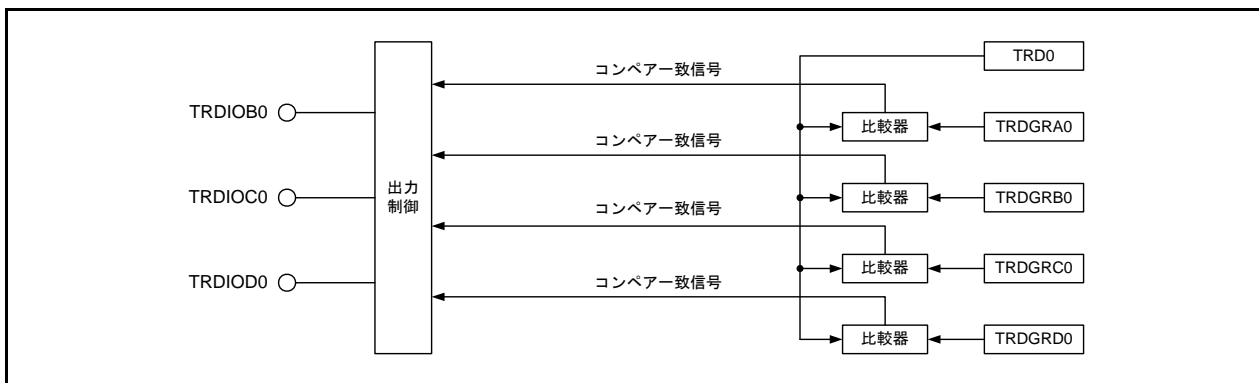 TRD0
コンペア一致信号
TRDIOB0
比較器
TRDGRA0
コンペア一致信号
TRDIOC0
出力
制御
比較器
TRDGRB0
コンペア一致信号
比較器
TRDGRC0
TRDIOD0
コンペア一致信号
比較器
TRDGRD0